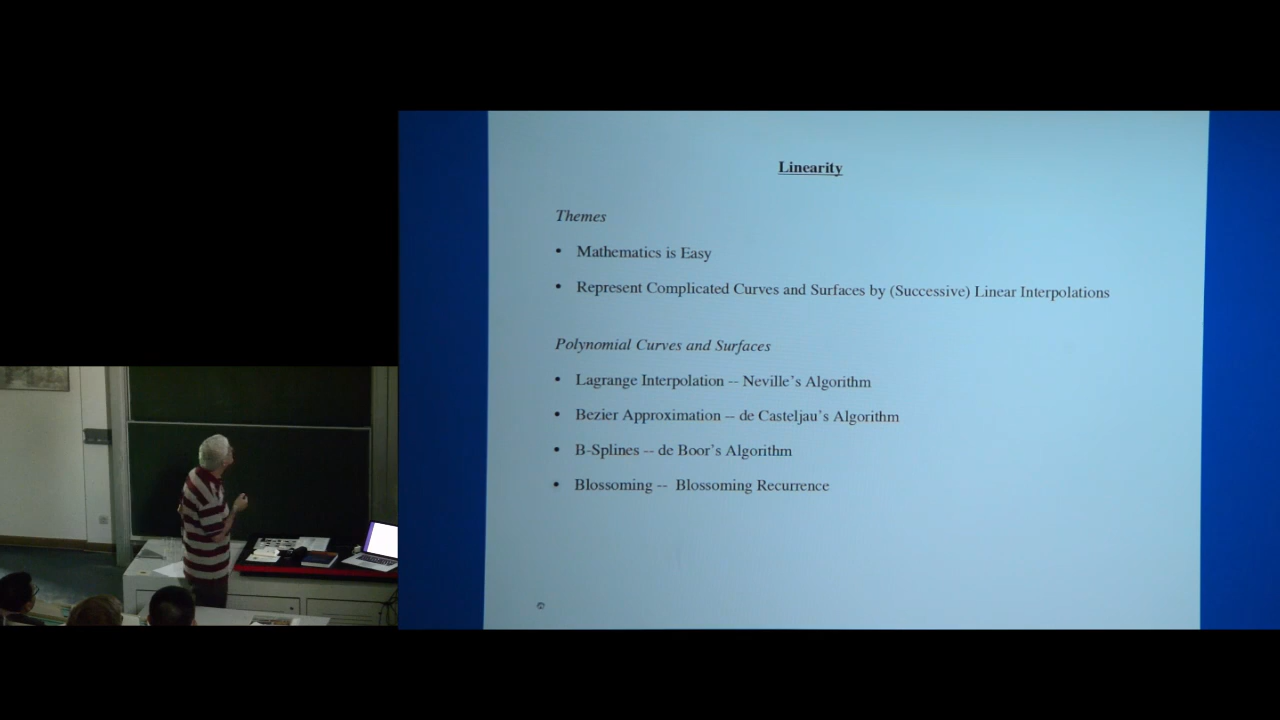 Linearity
Themes
• Mathematics is Easy
• Represent Complicated Curves and Surfaces by (Successive) Linear Interpolations
Polynomial Curves and Surfaces
• Lagrange Interpolation -- Neville's Algorithm
• Bezier Approximation -- de Casteljau's Algorithm
• B-Splines -- de Boor's Algorithm
• Blossoming -- Blossoming Recurrence